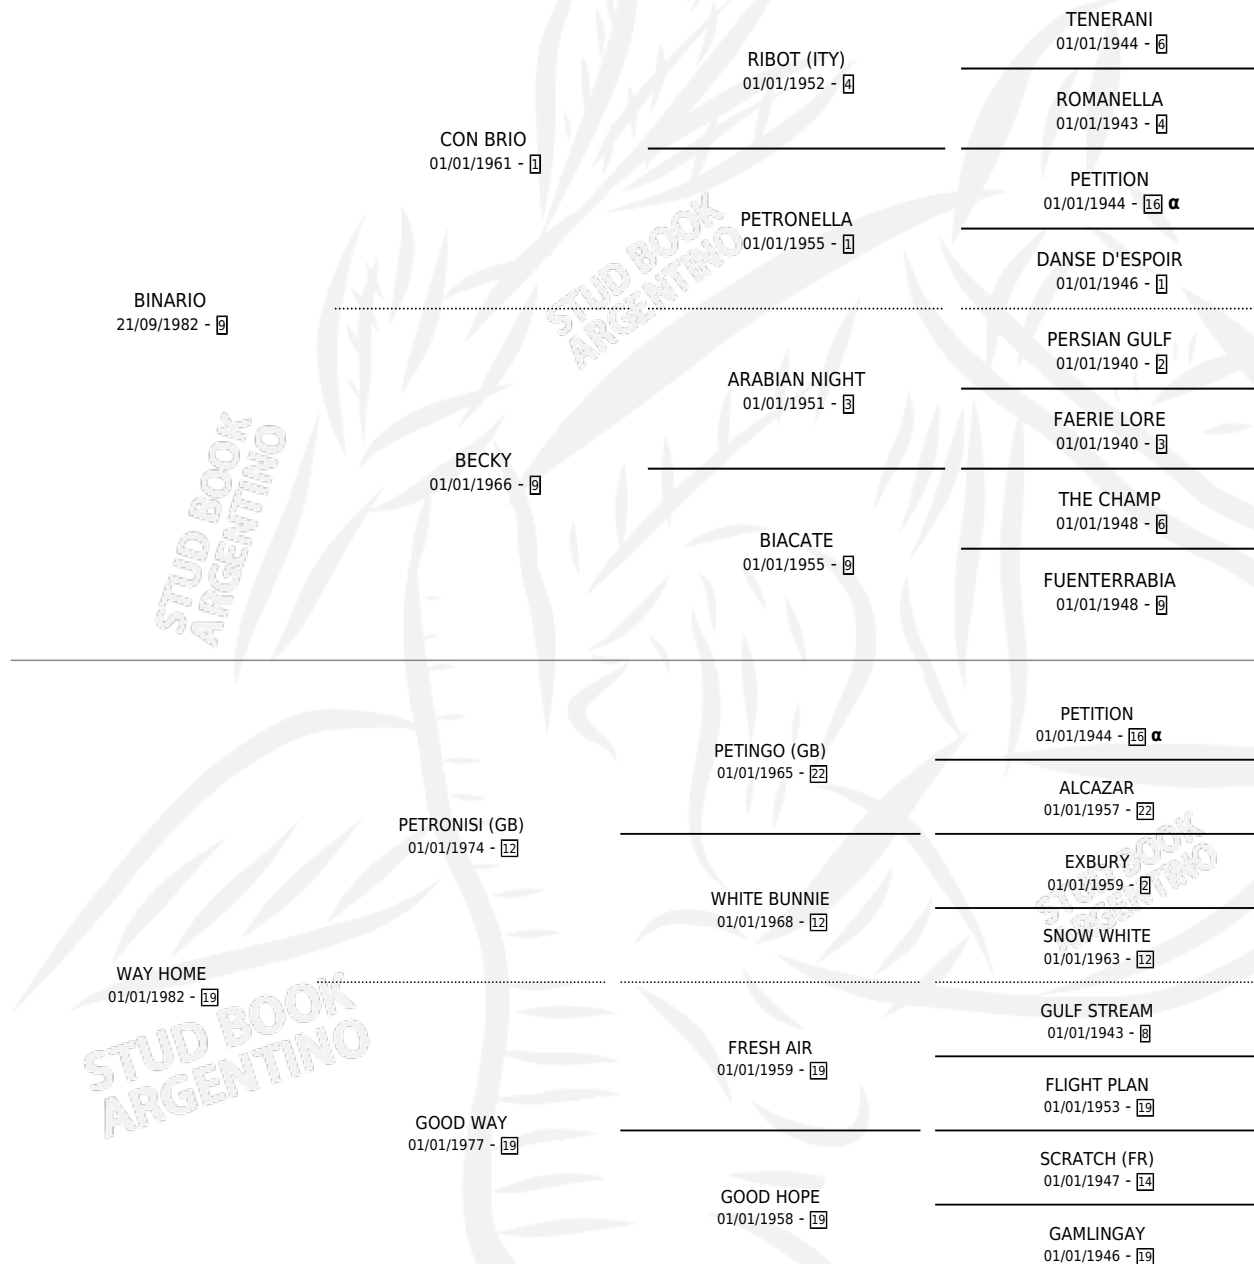 TENERANI
01/01/1944 - 6
RIBOT (ITY)
01/01/1952 - 4
ROMANELLA
01/01/1943 - 4
CON BRIO
01/01/1961 - 1
PETITION
01/01/1944 - 16 α
PETRONELLA
01/01/1955 - 1
DANSE D'ESPOIR
01/01/1946 - 1
BINARIO
21/09/1982 - 9
PERSIAN GULF
01/01/1940 - 2
ARABIAN NIGHT
01/01/1951 - 3
FAERIE LORE
01/01/1940 - 3
BECKY
01/01/1966 - 9
THE CHAMP
01/01/1948 - 6
BIACATE
01/01/1955 - 9
FUENTERRABIA
01/01/1948 - 9
PETITION
01/01/1944 - 16 α
PETINGO (GB)
01/01/1965 - 22
ALCAZAR
01/01/1957 - 22
PETRONISI (GB)
01/01/1974 - 12
EXBURY
01/01/1959 - 2
WHITE BUNNIE
01/01/1968 - 12
SNOW WHITE
01/01/1963 - 12
WAY HOME
01/01/1982 - 19
GULF STREAM
01/01/1943 - 8
FRESH AIR
01/01/1959 - 19
FLIGHT PLAN
01/01/1953 - 19
GOOD WAY
01/01/1977 - 19
SCRATCH (FR)
01/01/1947 - 14
GOOD HOPE
01/01/1958 - 19
GAMLINGAY
01/01/1946 - 19
STUD BOOK
ARGENTINO
STUD BOOK
ARGENTINO
STUD BOOK
ARGENTINO
STUD BOOK
ARGENTINO